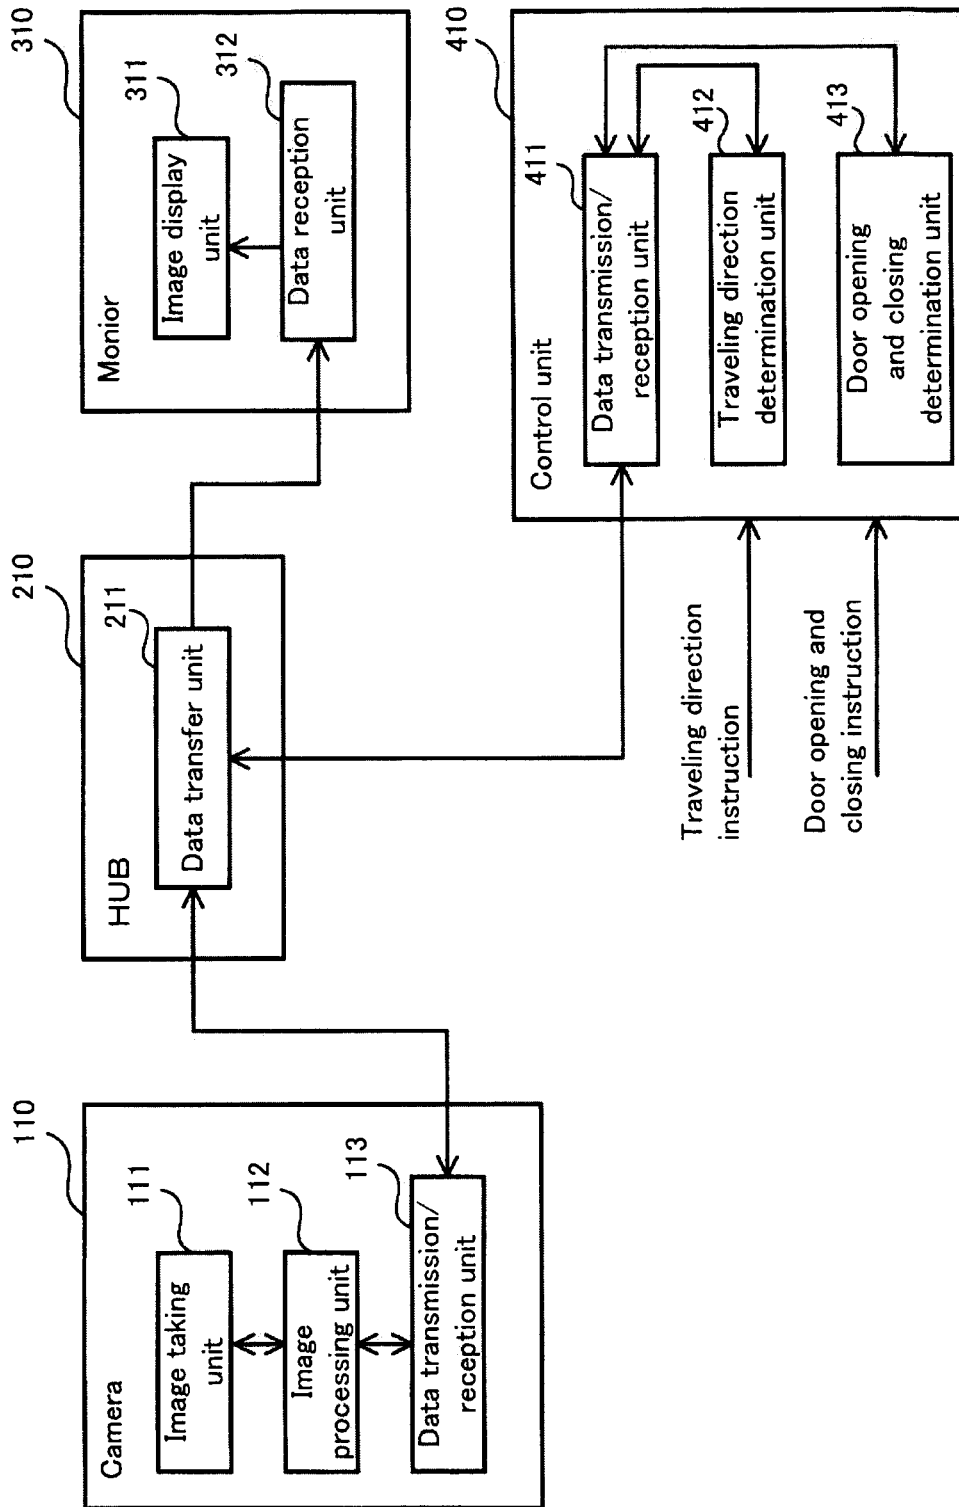 110
Camera
111
Image taking
unit
112
Image
processing unit
113
Data transmission/
reception unit
210
HUB
211
Data transfer unit
310
Monior
311
Image display
unit
312
Data reception
unit
410
Control unit
411
Data transmission/
reception unit
412
Traveling direction
determination unit
413
Door opening
and closing
determination unit
Traveling direction
instruction
Door opening and
closing instruction